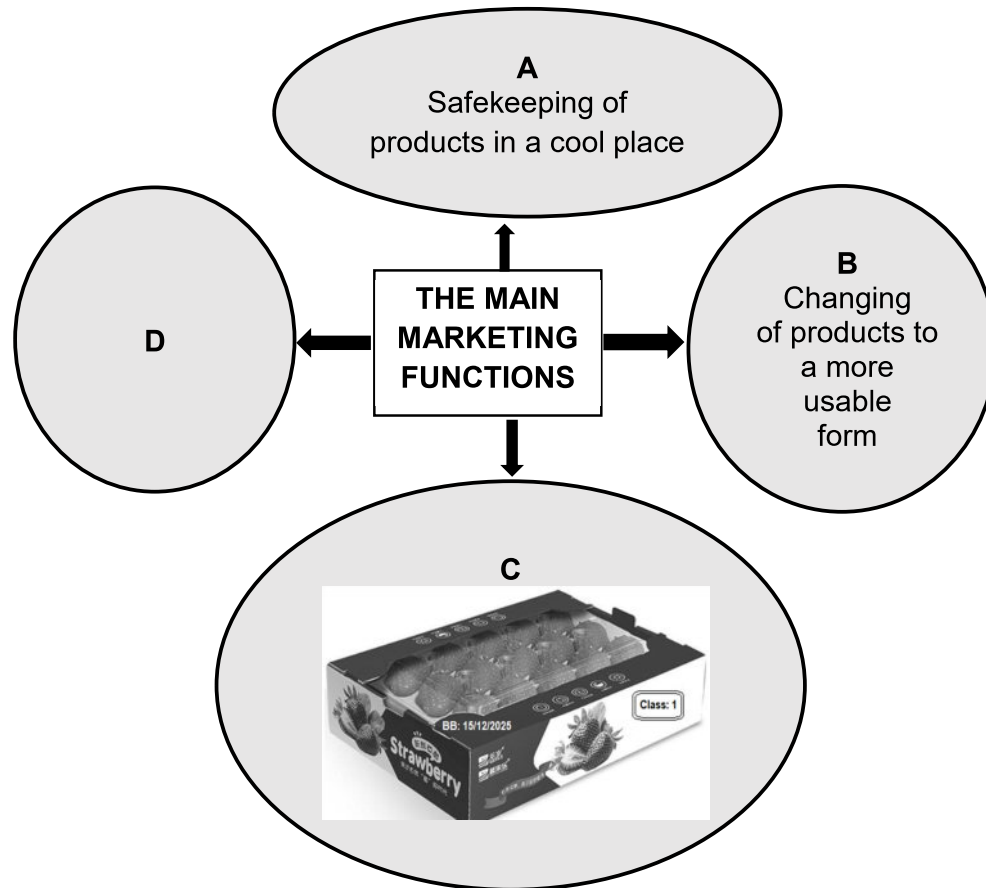 A
Safekeeping of
products in a cool place
D
THE MAIN
MARKETING
FUNCTIONS
B
Changing
of products to
a more
usable
form
C
Class: 1
BB: 15/12/2025
Strawberry